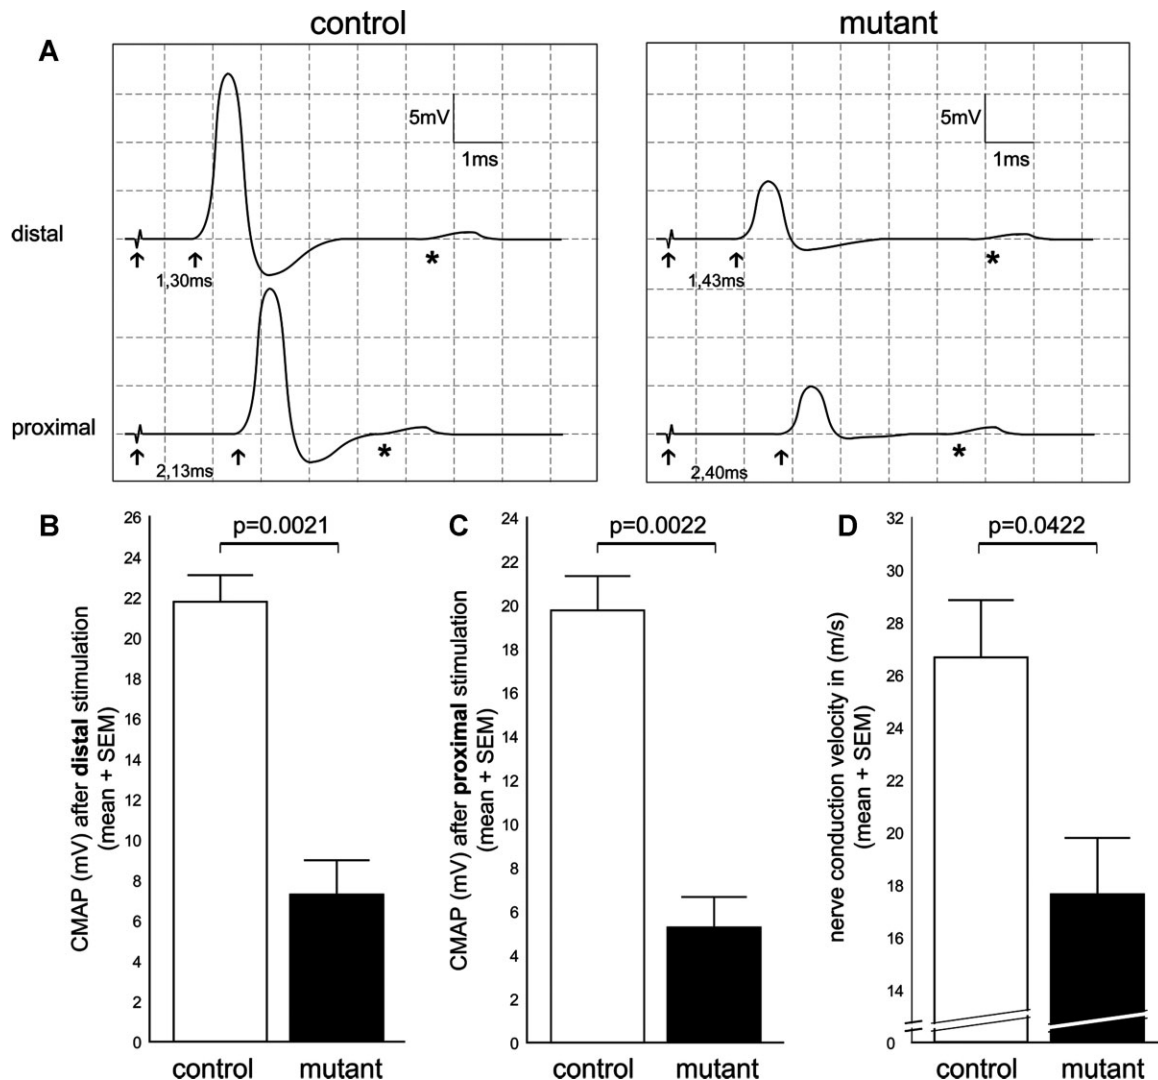 control
mutant
A
5mV
1ms
5mV
1ms
distal
*
*
1,30ms
1,43ms
proximal
*
*
2,13ms
2,40ms
B
26
24
22
20
18
16
14
12
10
8
6
4
2
0
CMAP (mV) after distal stimulation
(mean + SEM)
p=0.0021
control
mutant
C
24
22
20
18
16
14
12
10
8
6
4
2
0
CMAP (mV) after proximal stimulation
(mean + SEM)
p=0.0022
control
mutant
D
32
30
28
26
24
22
20
18
16
14
0
nerve conduction velocity in (m/s)
(mean + SEM)
p=0.0422
control
mutant